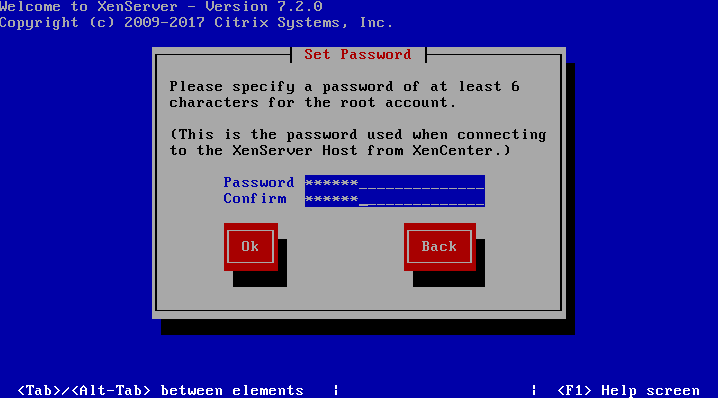 Welcome to XenServer - Version 7.2.0
Copyright (c) 2009-2017 Citrix Systems, Inc.
Set Password
Please specify a password of at least 6
characters for the root account.
(This is the password used when connecting
to the XenServer Host from XenCenter.)
Password ******______________
Confirm ******______________
Ok Back
<Tab>/<Alt-Tab> between elements | | <F1> Help screen